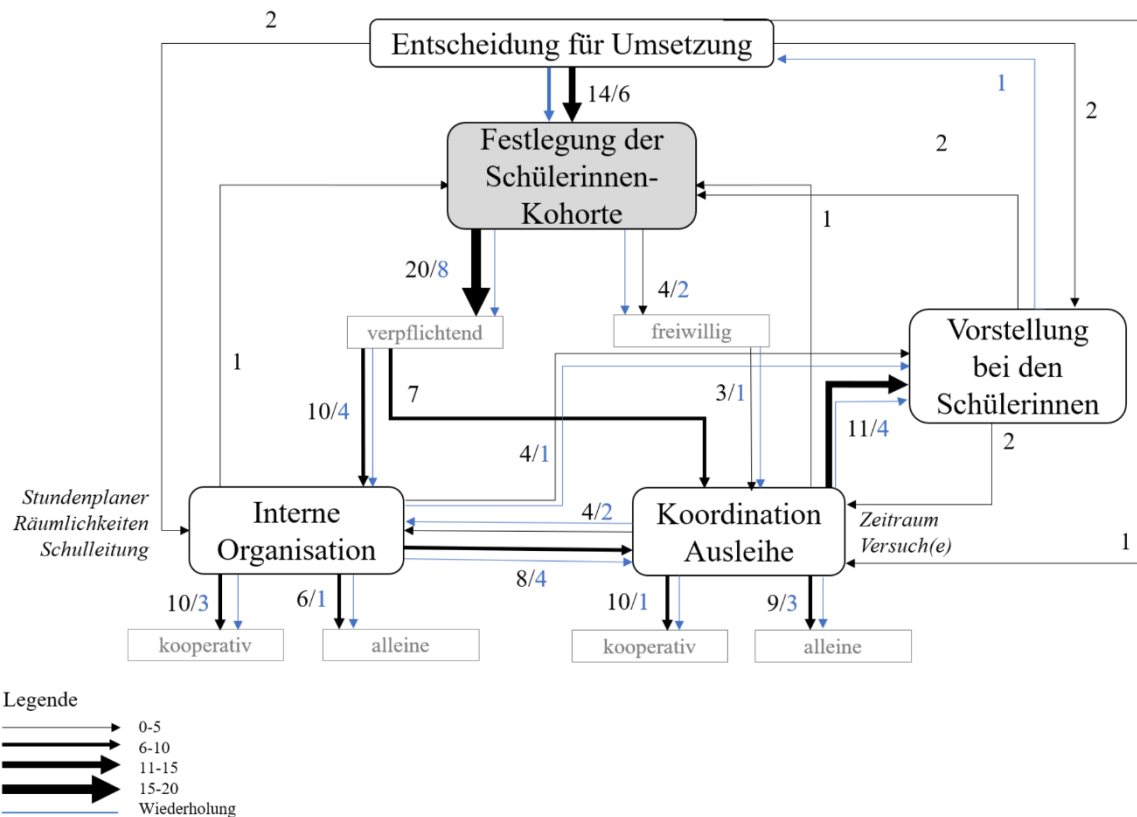 2
Entscheidung für Umsetzung
14/6
1
2
Festlegung der
Schülerinnen-
Kohorte
2
1
20/8
4/2
verpflichtend
freiwillig
Vorstellung
bei den
Schülerinnen
1
7
10/4
3/1
11/4
2
4/1
Stundenplaner
Räumlichkeiten
Schulleitung
Interne
Organisation
4/2
8/4
Koordination
Ausleihe
Zeitraum
Versuch(e)
1
10/3
6/1
10/1
9/3
kooperativ
alleine
kooperativ
alleine
Legende
0-5
6-10
11-15
15-20
Wiederholung